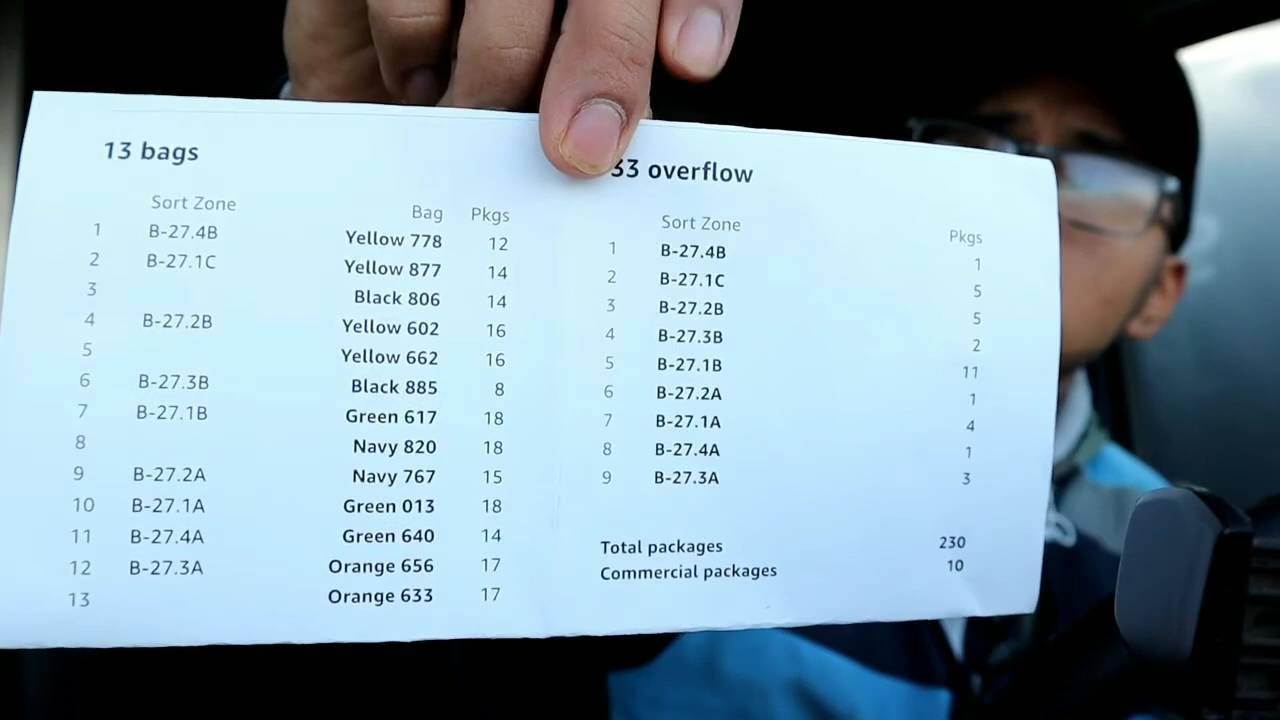 13 bags
Sort Zone Bag Pkgs
1 B-27.4B Yellow 778 12
2 B-27.1C Yellow 877 14
3 Black 806 14
4 B-27.2B Yellow 602 16
5 Yellow 662 16
6 B-27.3B Black 885 8
7 B-27.1B Green 617 18
8 Navy 820 18
9 B-27.2A Navy 767 15
10 B-27.1A Green 013 18
11 B-27.4A Green 640 14
12 B-27.3A Orange 656 17
13 Orange 633 17
33 overflow
Sort Zone Pkgs
1 B-27.4B 1
2 B-27.1C 5
3 B-27.2B 5
4 B-27.3B 2
5 B-27.1B 11
6 B-27.2A 1
7 B-27.1A 4
8 B-27.4A 1
9 B-27.3A 3
Total packages 230
Commercial packages 10